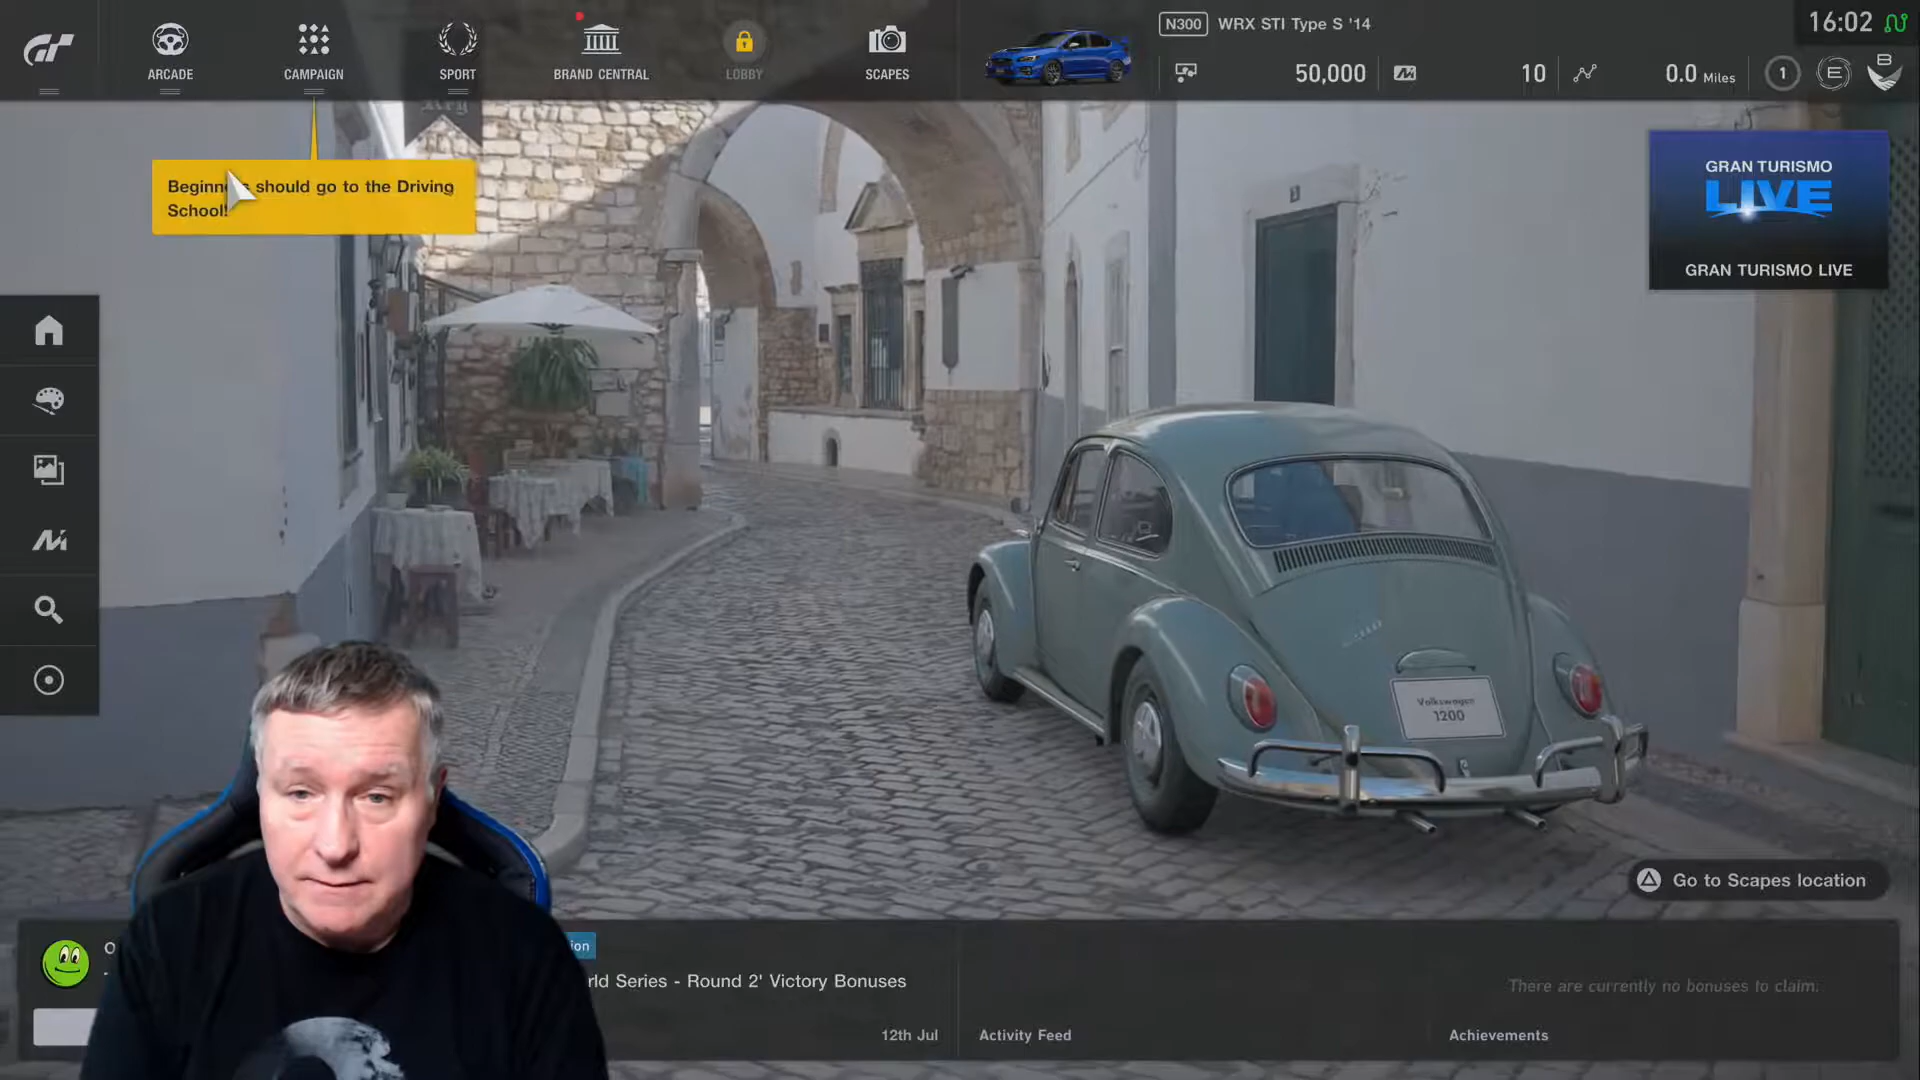 N300 WRX STI Type S '14
16:02
ARCADE
CAMPAIGN
SPORT
BRAND CENTRAL
LOBBY
SCAPES
50,000
10
0.0 Miles
1
E
B
Beginn s should go to the Driving
School!
GRAN TURISMO
LIVE
GRAN TURISMO LIVE
Volkswagen
1200
Go to Scapes location
ion
rld Series - Round 2' Victory Bonuses
12th Jul
Activity Feed
There are currently no bonuses to claim.
Achievements